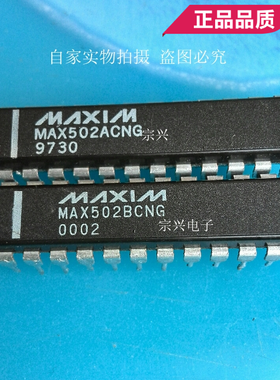 正品品质
自家实物拍摄 盗图必究
MAXIM
MAX502ACNG
宗兴
9730
MAXIM
MAX502BCNG
0002
宗兴电子